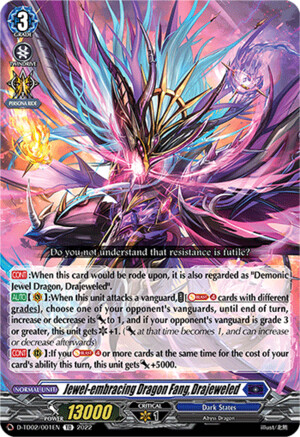 3
GRADE
TWIN DRIVE
PERSONA RIDE
Do you not understand that resistance is futile?
CONT :When this card would be rode upon, it is also regarded as "Demonic
Jewel Dragon, Drajeweled".
AUTO :When this unit attacks a vanguard, cards with different
grades], choose one of your opponent's vanguards, until end of turn,
increase or decrease its to 1, and if your opponent's vanguard is grade 3
or greater, this unit gets +1. ( at that time becomes 1, and can increase
or decrease afterwards)
CONT :If you or more cards at the same time for the cost of your
card's ability this turn, this unit gets +5000.
NORMAL UNIT
Jewel-embracing Dragon Fang, Drajeweled
D-TD02/001EN 2022
POWER 13000
CRITICAL 1
Dark States
Abyss Dragon